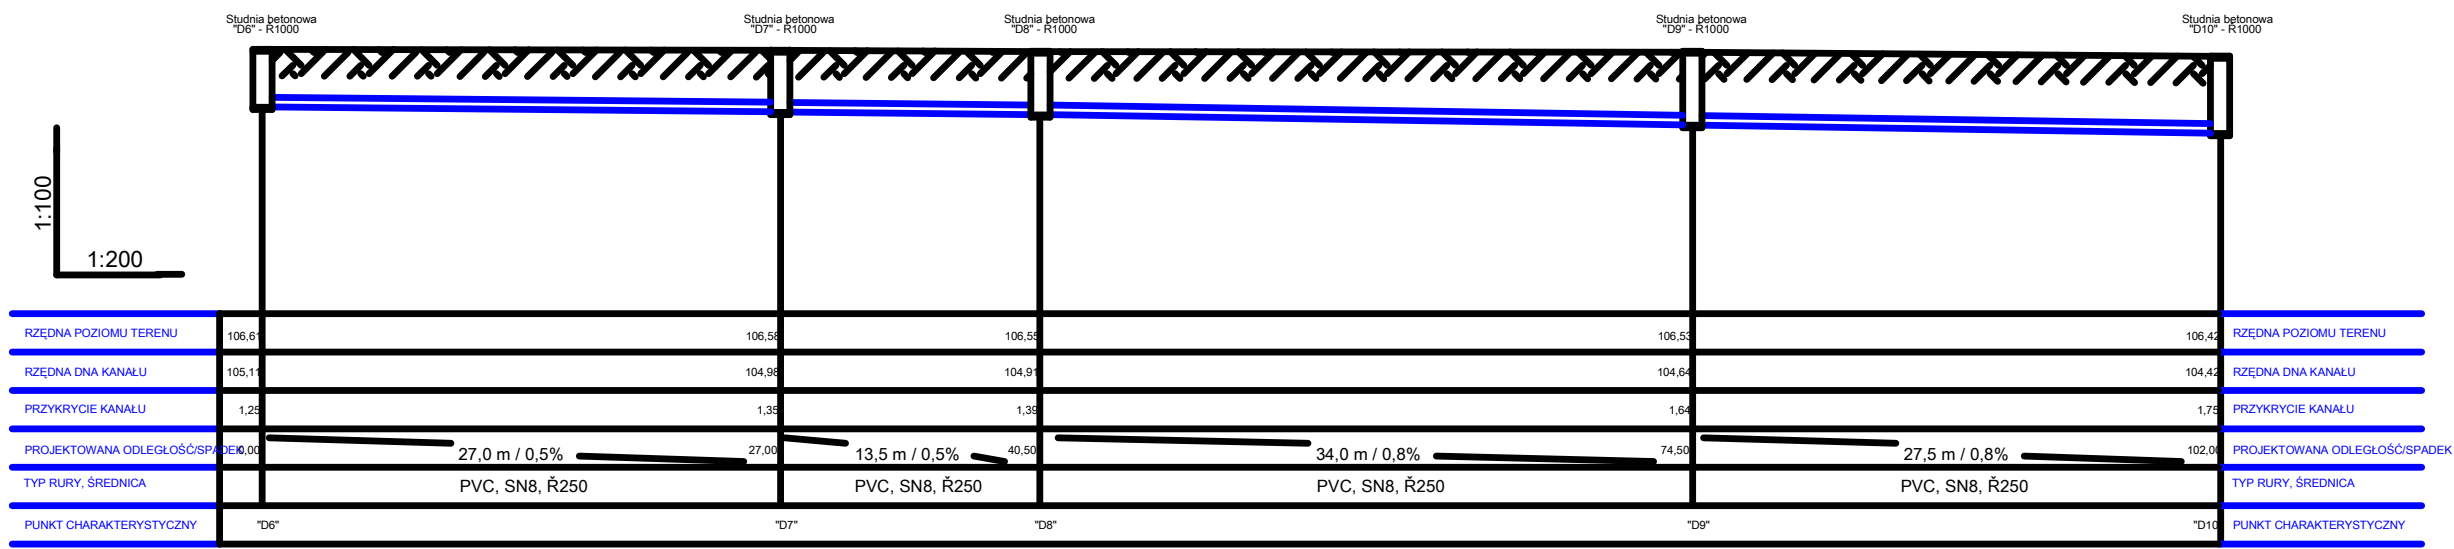 Studnia betonowa
"D6" - Ř1000
Studnia betonowa
"D7" - Ř1000
Studnia betonowa
"D8" - Ř1000
Studnia betonowa
"D9" - Ř1000
Studnia betonowa
"D10" - Ř1000
1:100
1:200
RZĘDNA POZIOMU TERENU 106,61 106,58 106,55 106,53 106,42 RZĘDNA POZIOMU TERENU
RZĘDNA DNA KANAŁU 105,11 104,98 104,91 104,64 104,42 RZĘDNA DNA KANAŁU
PRZYKRYCIE KANAŁU 1,25 1,35 1,39 1,64 1,75 PRZYKRYCIE KANAŁU
PROJEKTOWANA ODLEGŁOŚĆ/SPADEK 0,00 27,0 m / 0,5% 27,00 13,5 m / 0,5% 40,50 34,0 m / 0,8% 74,50 27,5 m / 0,8% 102,00 PROJEKTOWANA ODLEGŁOŚĆ/SPADEK
TYP RURY, ŚREDNICA PVC, SN8, Ř250 PVC, SN8, Ř250 PVC, SN8, Ř250 PVC, SN8, Ř250 TYP RURY, ŚREDNICA
PUNKT CHARAKTERYSTYCZNY "D6" "D7" "D8" "D9" "D10 PUNKT CHARAKTERYSTYCZNY